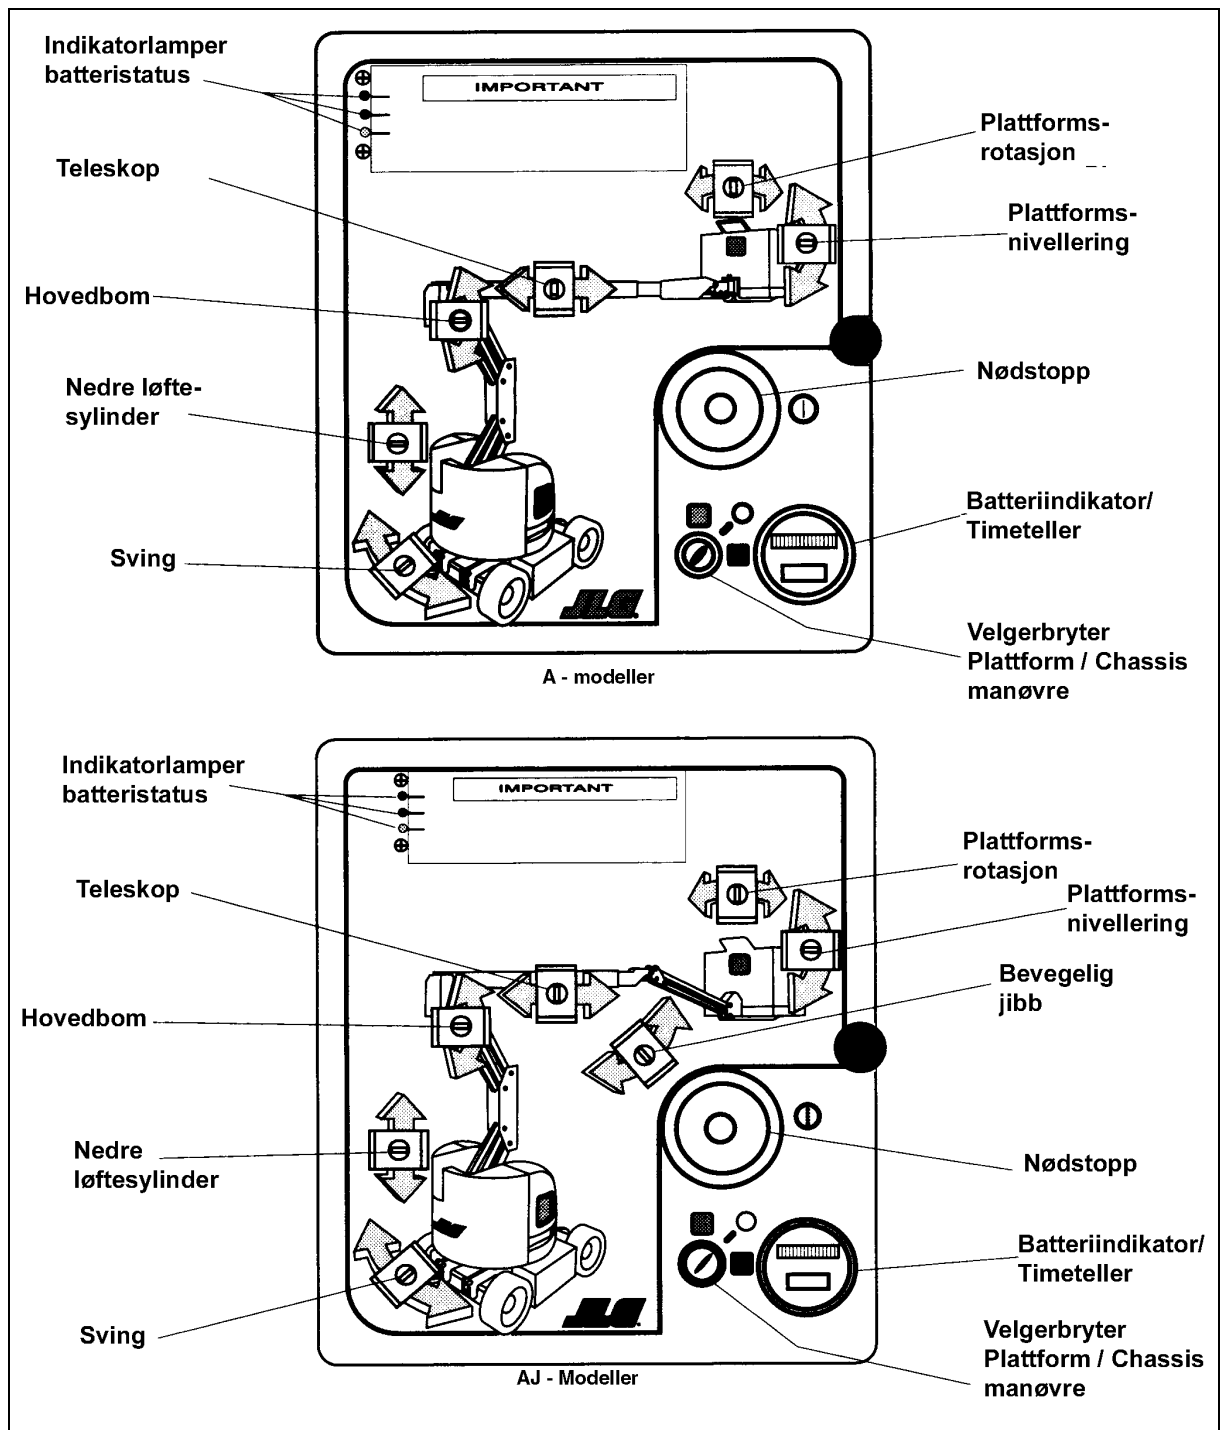 Indikatorlamper
batteristatus
IMPORTANT
Plattforms-
rotasjon
Teleskop
Plattforms-
nivellering
Hovedbom
Nødstopp
Nedre løfte-
sylinder
Batteriindikator/
Timeteller
Sving
JLG
Velgerbryter
Plattform / Chassis
manøvre
A - modeller
Indikatorlamper
batteristatus
IMPORTANT
Plattforms-
rotasjon
Teleskop
Plattforms-
nivellering
Bevegelig
jibb
Hovedbom
Nedre
løftesylinder
Nødstopp
Batteriindikator/
Timeteller
Sving
JLG
Velgerbryter
Plattform / Chassis
manøvre
AJ - Modeller